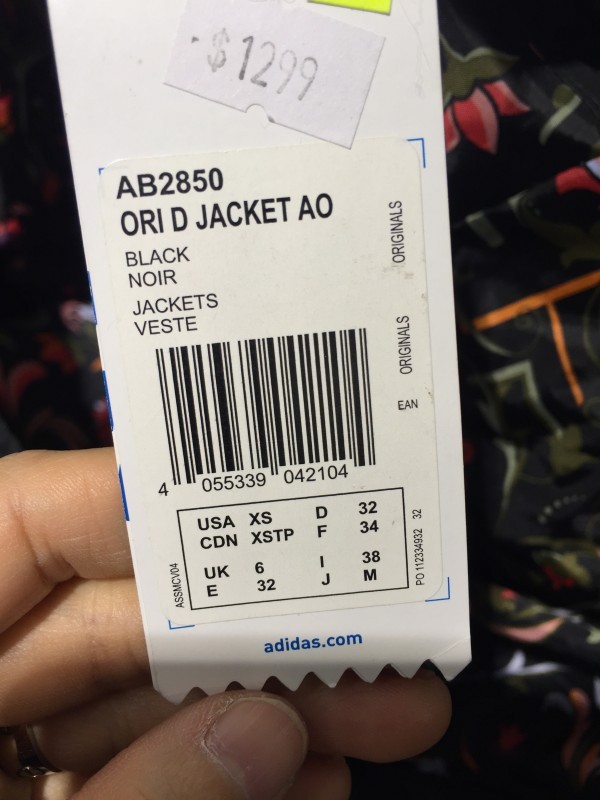 $1299
AB2850
ORI D JACKET AO
BLACK
NOIR
JACKETS
VESTE
ORIGINALS
ORIGINALS
EAN
4 055339 042104
USA XS D 32
CDN XSTP F 34
UK 6 I 38
E 32 J M
ASSMCV04
PO 112334932 32
adidas.com